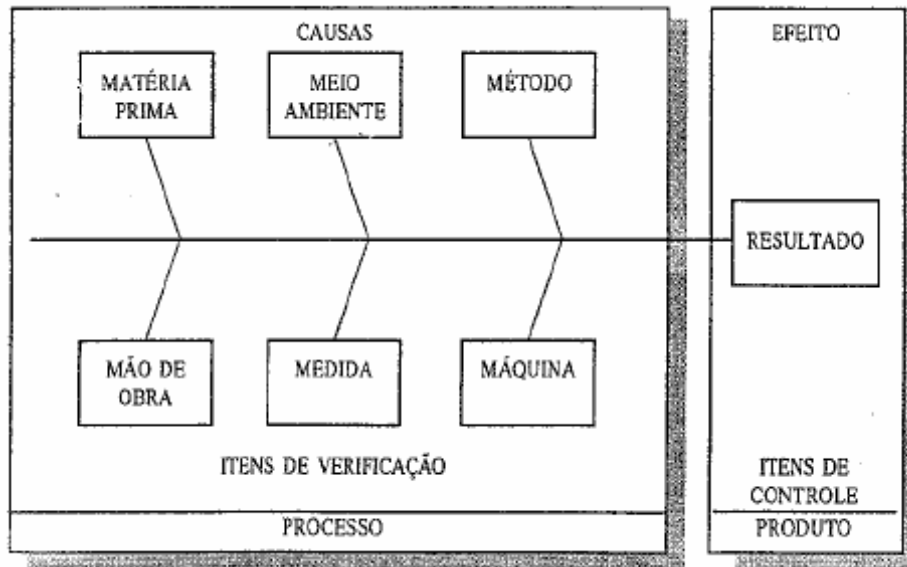 CAUSAS
MATÉRIA
PRIMA
MEIO
AMBIENTE
MÉTODO
MÃO DE
OBRA
MEDIDA
MÁQUINA
ITENS DE VERIFICAÇÃO
PROCESSO
EFEITO
RESULTADO
ITENS DE
CONTROLE
PRODUTO